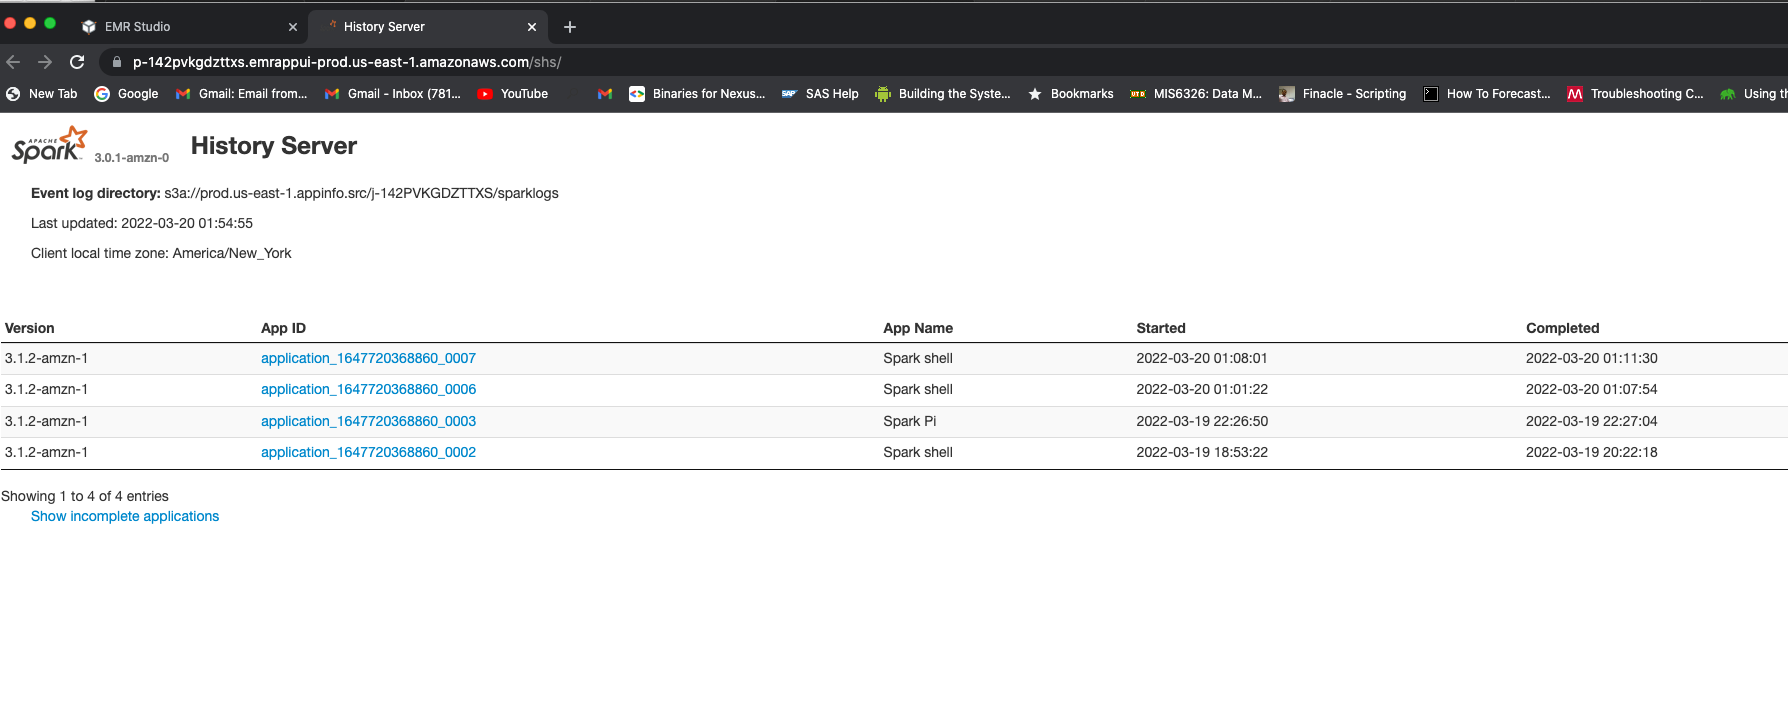 EMR Studio History Server
p-142pvkgdzttxs.emrappui-prod.us-east-1.amazonaws.com/shs/
New Tab Google Gmail: Email from... Gmail - Inbox (781... YouTube Binaries for Nexus... SAP SAS Help Building the Syste... Bookmarks UTD MIS6326: Data M... Finacle - Scripting How To Forecast... M Troubleshooting C... Using th
APACHE Spark 3.0.1-amzn-0 History Server
Event log directory: s3a://prod.us-east-1.appinfo.src/j-142PVKGDZTTXS/sparklogs
Last updated: 2022-03-20 01:54:55
Client local time zone: America/New_York
Version App ID App Name Started Completed
3.1.2-amzn-1 application_1647720368860_0007 Spark shell 2022-03-20 01:08:01 2022-03-20 01:11:30
3.1.2-amzn-1 application_1647720368860_0006 Spark shell 2022-03-20 01:01:22 2022-03-20 01:07:54
3.1.2-amzn-1 application_1647720368860_0003 Spark Pi 2022-03-19 22:26:50 2022-03-19 22:27:04
3.1.2-amzn-1 application_1647720368860_0002 Spark shell 2022-03-19 18:53:22 2022-03-19 20:22:18
Showing 1 to 4 of 4 entries
Show incomplete applications